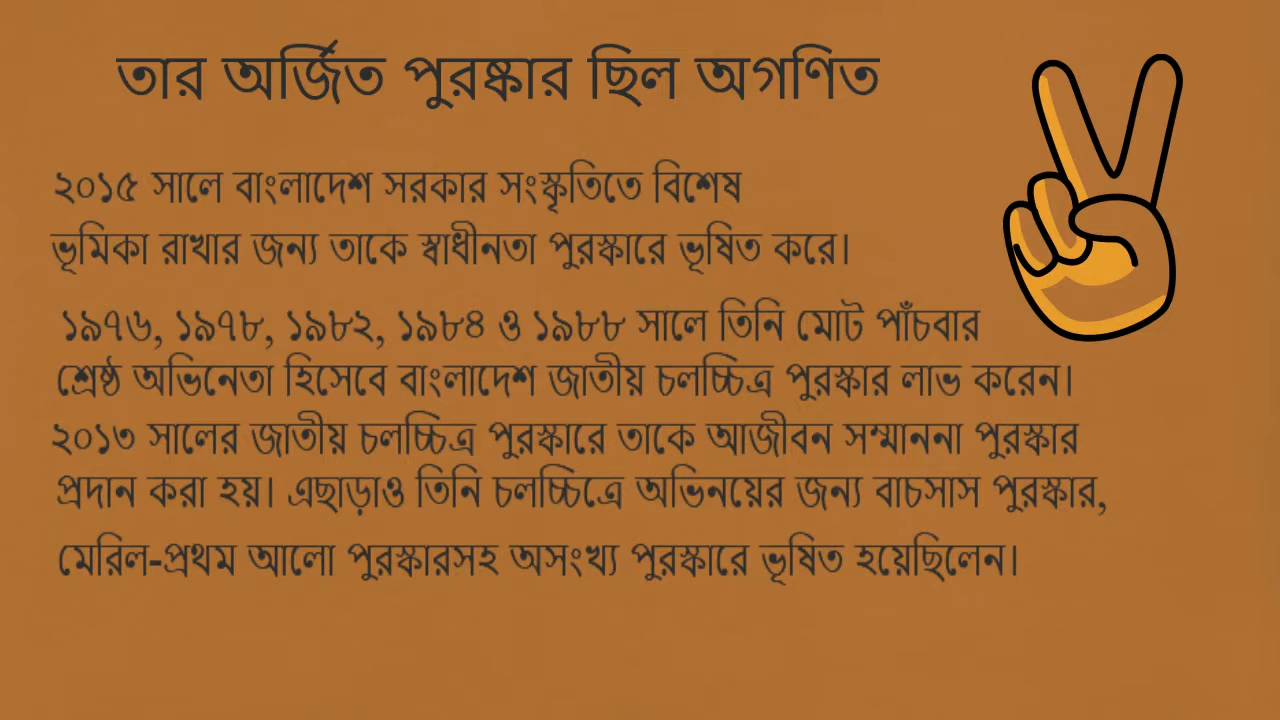 তার অর্জিত পুরষ্কার ছিল অগণিত
২০১৫ সালে বাংলাদেশ সরকার সংস্কৃতিতে বিশেষ
ভূমিকা রাখার জন্য তাকে স্বাধীনতা পুরস্কারে ভূষিত করে।
১৯৭৬, ১৯৭৮, ১৯৮২, ১৯৮৪ ও ১৯৮৮ সালে তিনি মোট পাঁচবার
শ্রেষ্ঠ অভিনেতা হিসেবে বাংলাদেশ জাতীয় চলচ্চিত্র পুরস্কার লাভ করেন।
২০১৩ সালের জাতীয় চলচ্চিত্র পুরস্কারে তাকে আজীবন সম্মাননা পুরস্কার
প্রদান করা হয়। এছাড়াও তিনি চলচ্চিত্রে অভিনয়ের জন্য বাচসাস পুরস্কার,
মেরিল-প্রথম আলো পুরস্কারসহ অসংখ্য পুরস্কারে ভূষিত হয়েছিলেন।